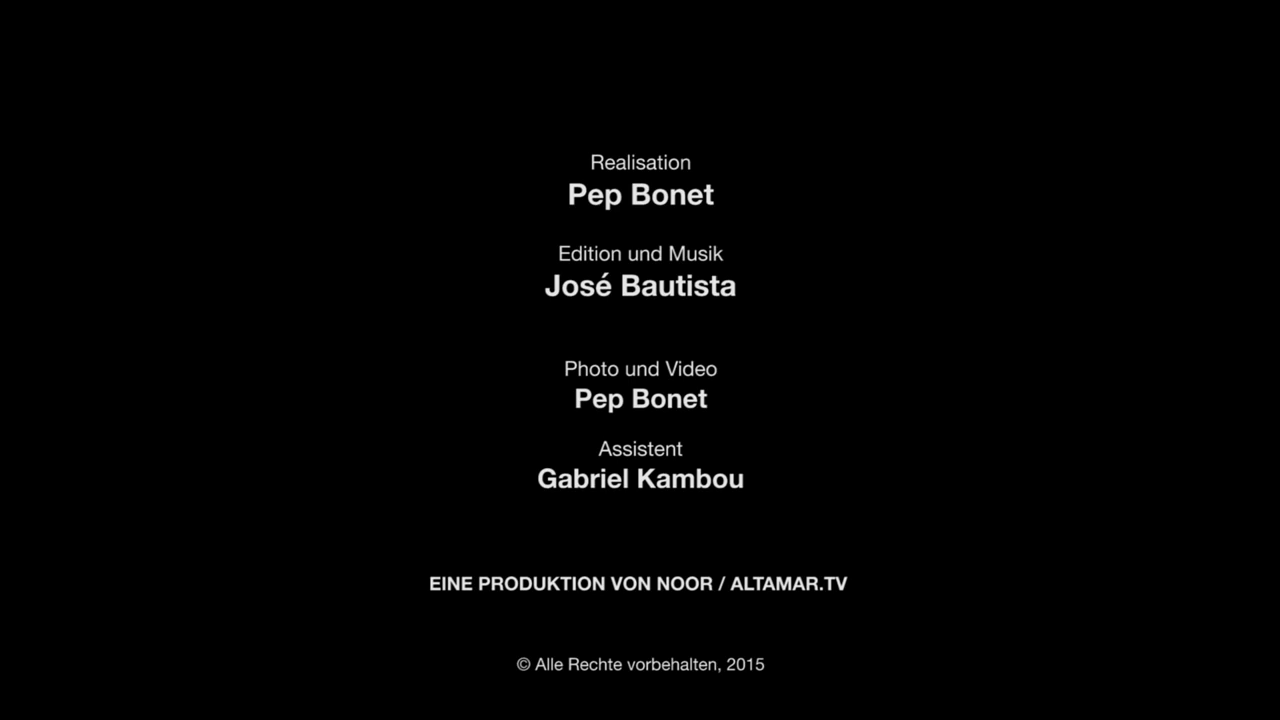 Realisation
Pep Bonet
Edition und Musik
José Bautista
Photo und Video
Pep Bonet
Assistent
Gabriel Kambou
EINE PRODUKTION VON NOOR / ALTAMAR.TV
© Alle Rechte vorbehalten, 2015